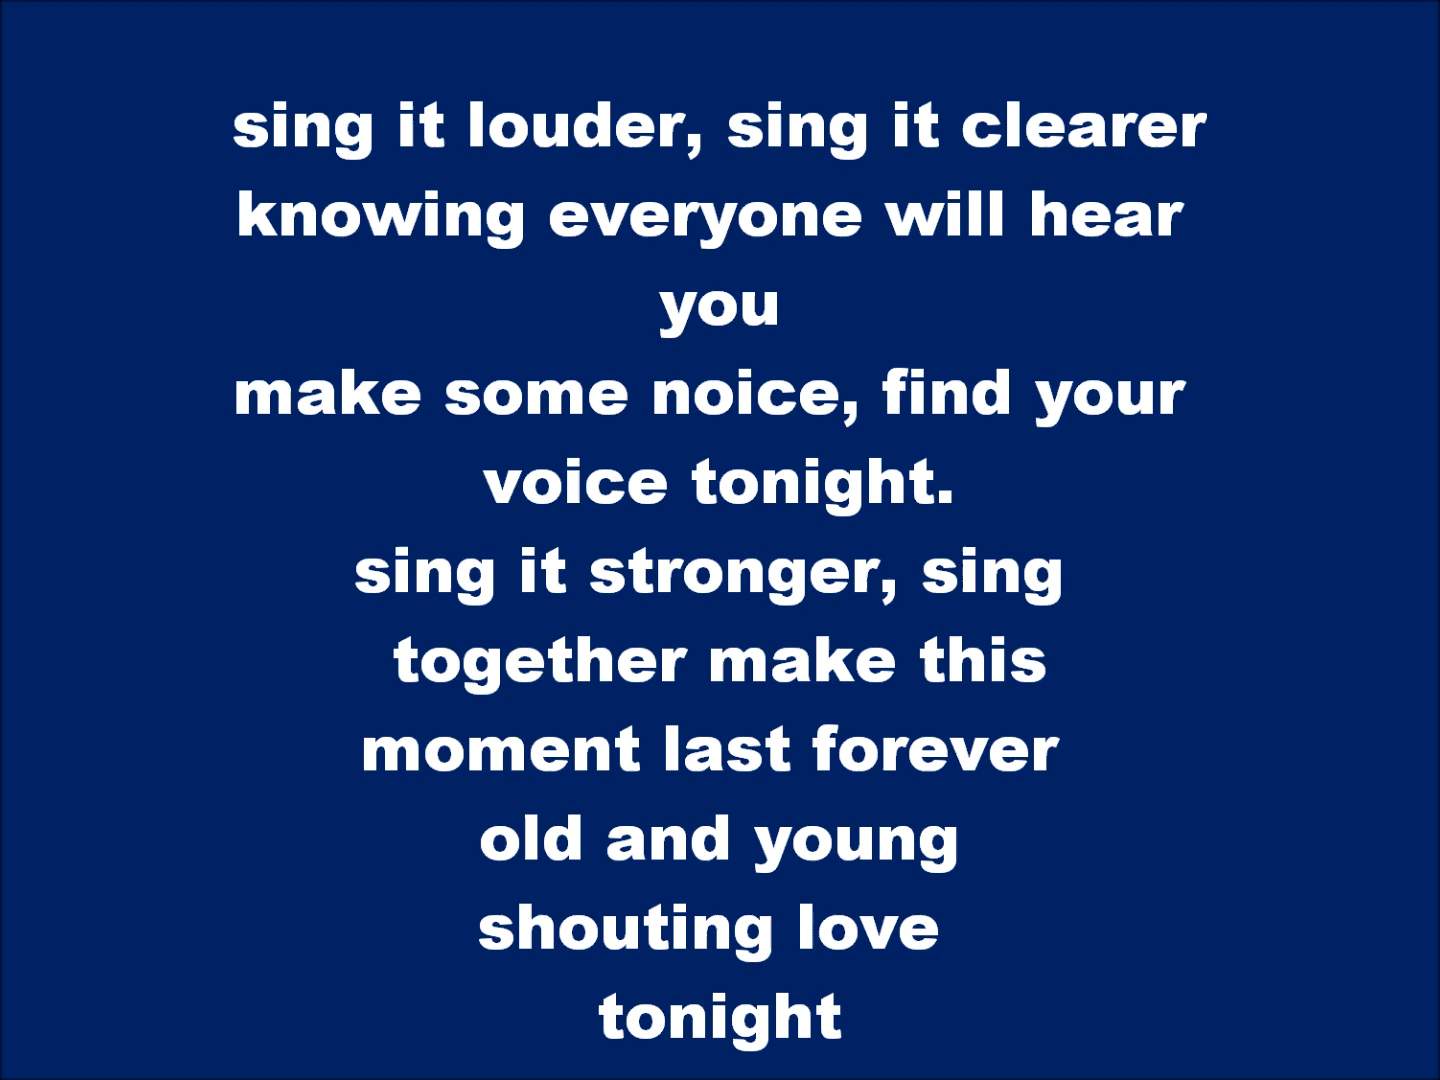 sing it louder, sing it clearer
knowing everyone will hear
you
make some noice, find your
voice tonight.
sing it stronger, sing
together make this
moment last forever
old and young
shouting love
tonight